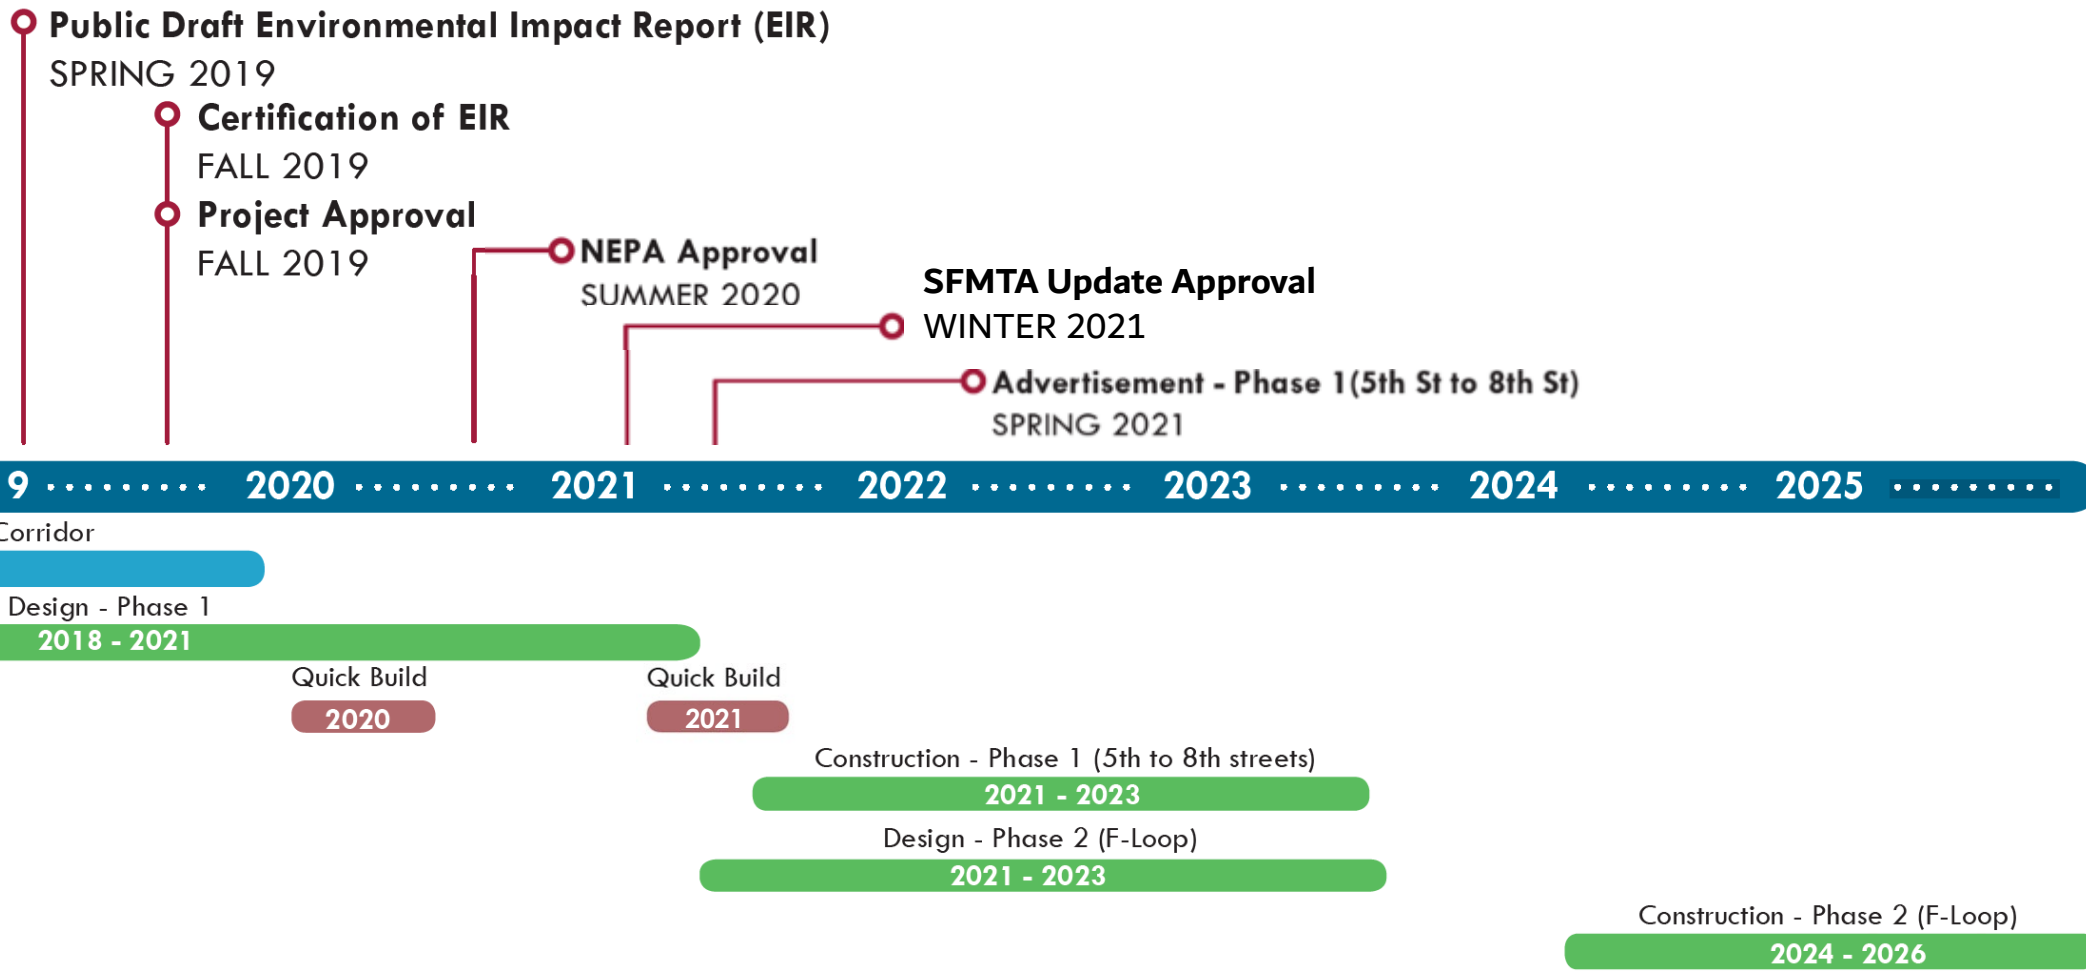 Public Draft Environmental Impact Report (EIR)
SPRING 2019
Certification of EIR
FALL 2019
Project Approval
FALL 2019
NEPA Approval
SUMMER 2020
SFMTA Update Approval
WINTER 2021
Advertisement - Phase 1(5th St to 8th St)
SPRING 2021
9 2020 2021 2022 2023 2024 2025
Corridor
Design - Phase 1
2018 - 2021
Quick Build Quick Build
2020 2021
Construction - Phase 1 (5th to 8th streets)
2021 - 2023
Design - Phase 2 (F-Loop)
2021 - 2023
Construction - Phase 2 (F-Loop)
2024 - 2026